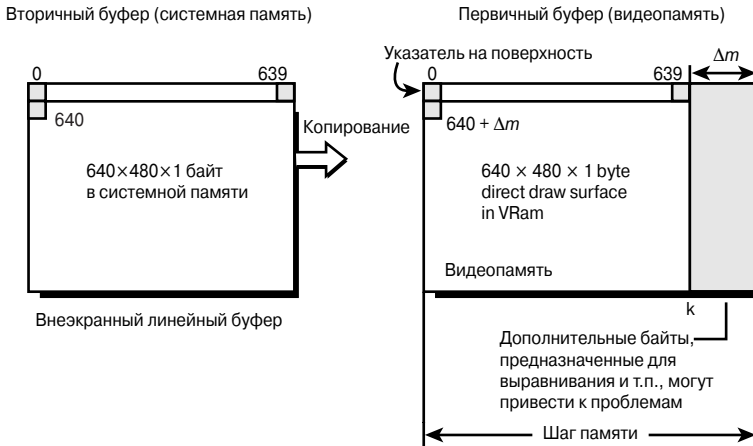 Вторичный буфер (системная память)
0
639
640
640×480×1 байт
в системной памяти
Внеэкранный линейный буфер
Копирование
Первичный буфер (видеопамять)
Указатель на поверхность
Δm
0
639
640 + Δm
640 × 480 × 1 byte
direct draw surface
in VRam
Видеопамять
k
Дополнительные байты,
предназначенные для
выравнивания и т.п., могут
привести к проблемам
Шаг памяти